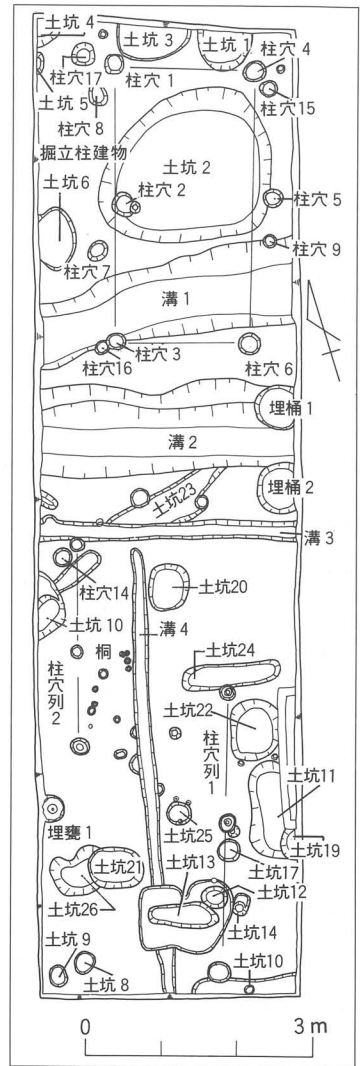 土坑 4
土坑 3
土坑 1
柱穴 4
柱穴17
柱穴 1
土坑 5
柱穴15
柱穴 8
掘立柱建物
土坑 2
土坑 6
柱穴 2
柱穴 5
柱穴 9
柱穴 7
溝 1
柱穴 3
柱穴16
柱穴 6
埋桶 1
溝 2
埋桶 2
土坑23
溝 3
柱穴14
土坑20
土坑 10
溝 4
桐
土坑24
柱穴列 2
土坑22
柱穴列 1
土坑11
埋甕 1
土坑25
土坑19
土坑21
土坑13
土坑17
土坑12
土坑26
土坑14
土坑 9
土坑 8
土坑10
0
3 m